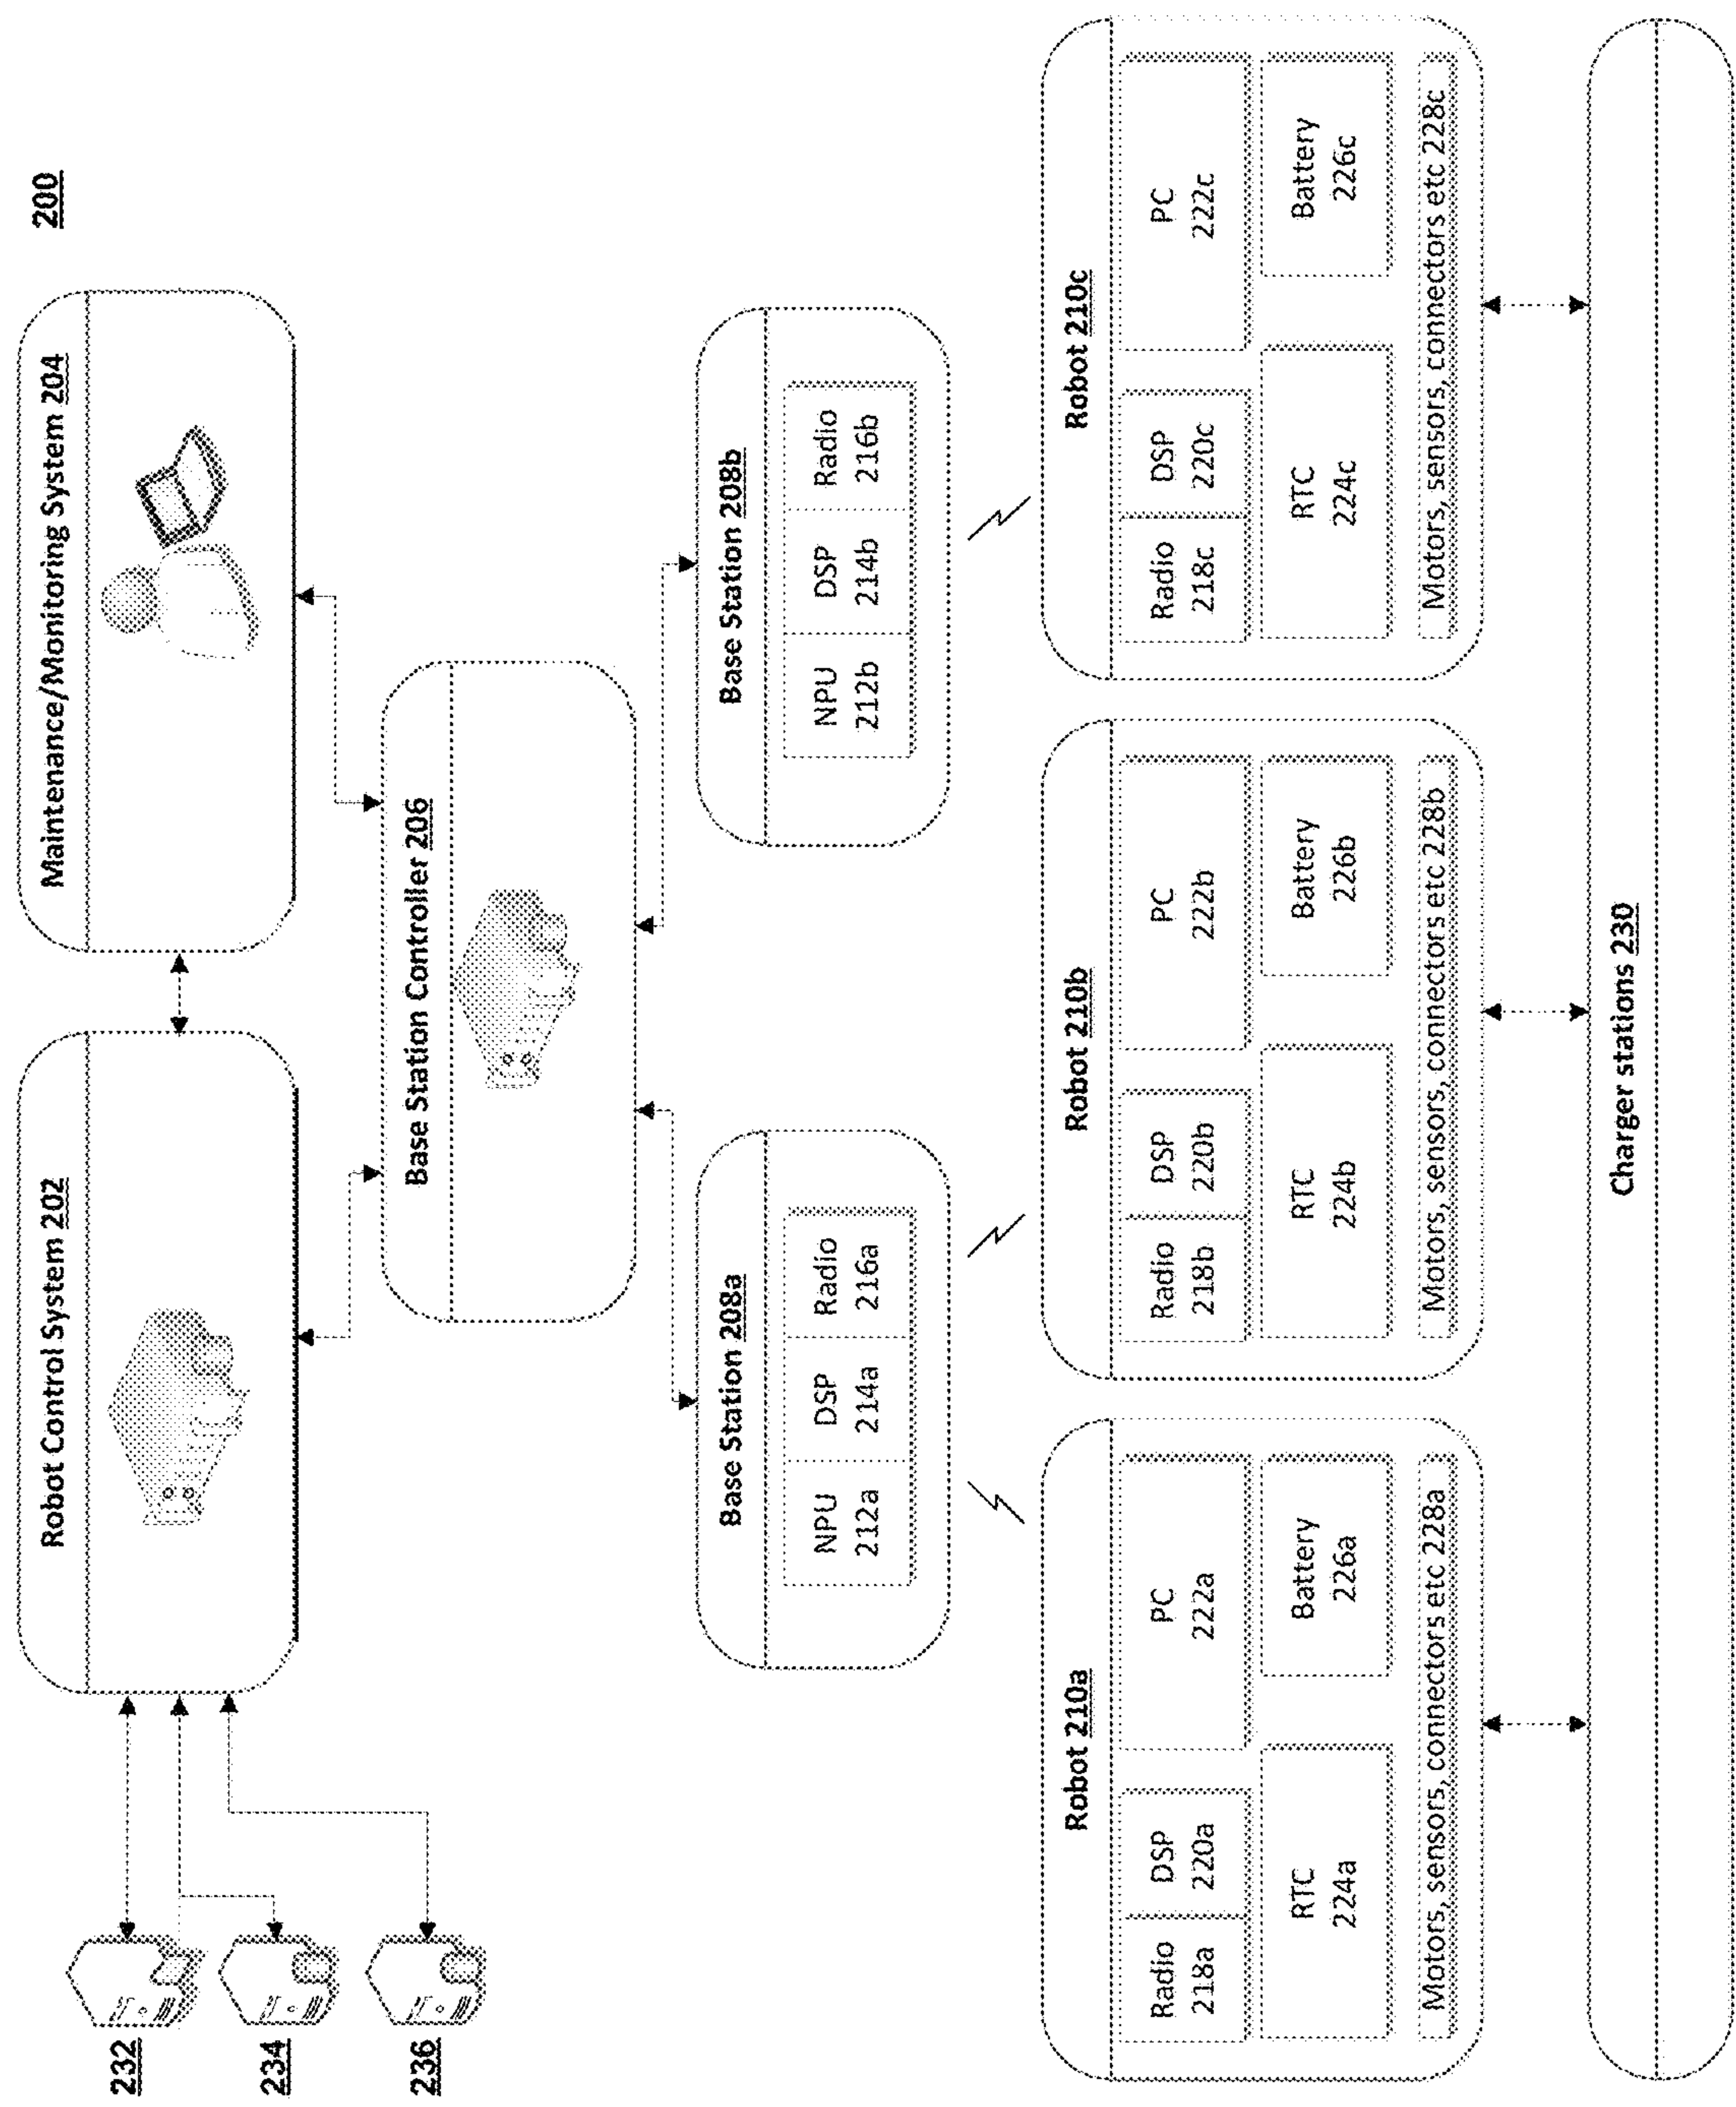 200
Robot Control System 202
Maintenance/Monitoring System 204
232
234
236
Base Station Controller 206
Base Station 208a
NPU
212a
DSP
214a
Radio
216a
Base Station 208b
NPU
212b
DSP
214b
Radio
216b
Robot 210a
Radio
218a
DSP
220a
PC
222a
RTC
224a
Battery
226a
Motors, sensors, connectors etc 228a
Robot 210b
Radio
218b
DSP
220b
PC
222b
RTC
224b
Battery
226b
Motors, sensors, connectors etc 228b
Robot 210c
Radio
218c
DSP
220c
PC
222c
RTC
224c
Battery
226c
Motors, sensors, connectors etc 228c
Charger stations 230